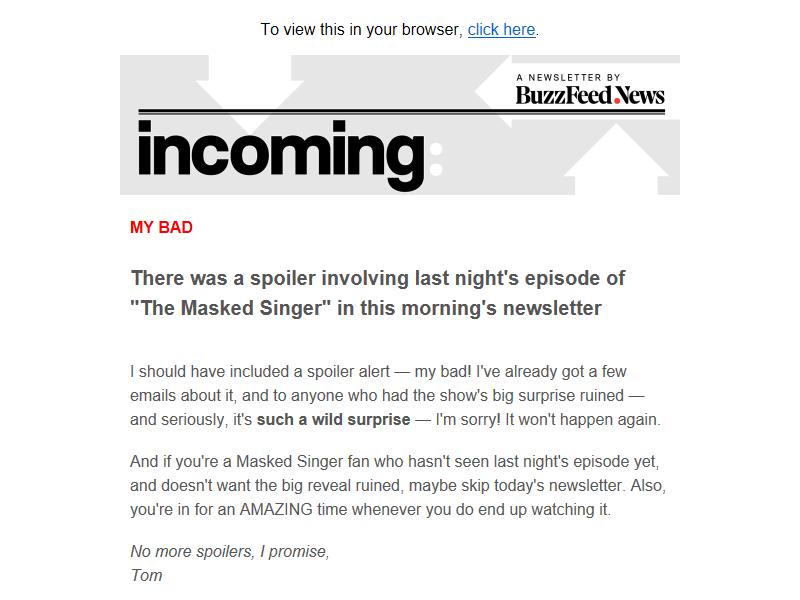 To view this in your browser, click here.
A NEWSLETTER BY
BuzzFeed.News
incoming:
MY BAD
There was a spoiler involving last night's episode of
"The Masked Singer" in this morning's newsletter
I should have included a spoiler alert — my bad! I've already got a few
emails about it, and to anyone who had the show's big surprise ruined —
and seriously, it's such a wild surprise — I'm sorry! It won't happen again.
And if you're a Masked Singer fan who hasn't seen last night's episode yet,
and doesn't want the big reveal ruined, maybe skip today's newsletter. Also,
you're in for an AMAZING time whenever you do end up watching it.
No more spoilers, I promise,
Tom